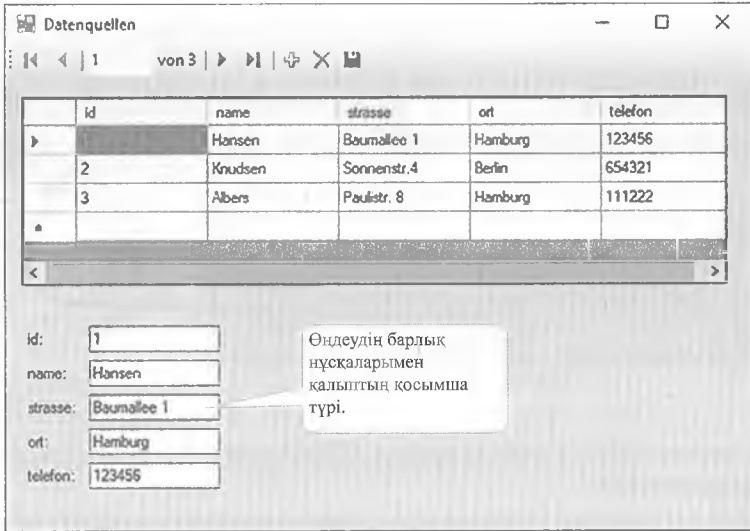 Datenquellen
1 von 3
id name strasse ort telefon
1 Hansen Baumallee 1 Hamburg 123456
2 Knudsen Sonnenstr.4 Berlin 654321
3 Albers Paulistr. 8 Hamburg 111222
id: 1
name: Hansen
strasse: Baumallee 1
ort: Hamburg
telefon: 123456
Өңдеудің барлық
нұсқаларымен
қалыптың қосымша
түрі.